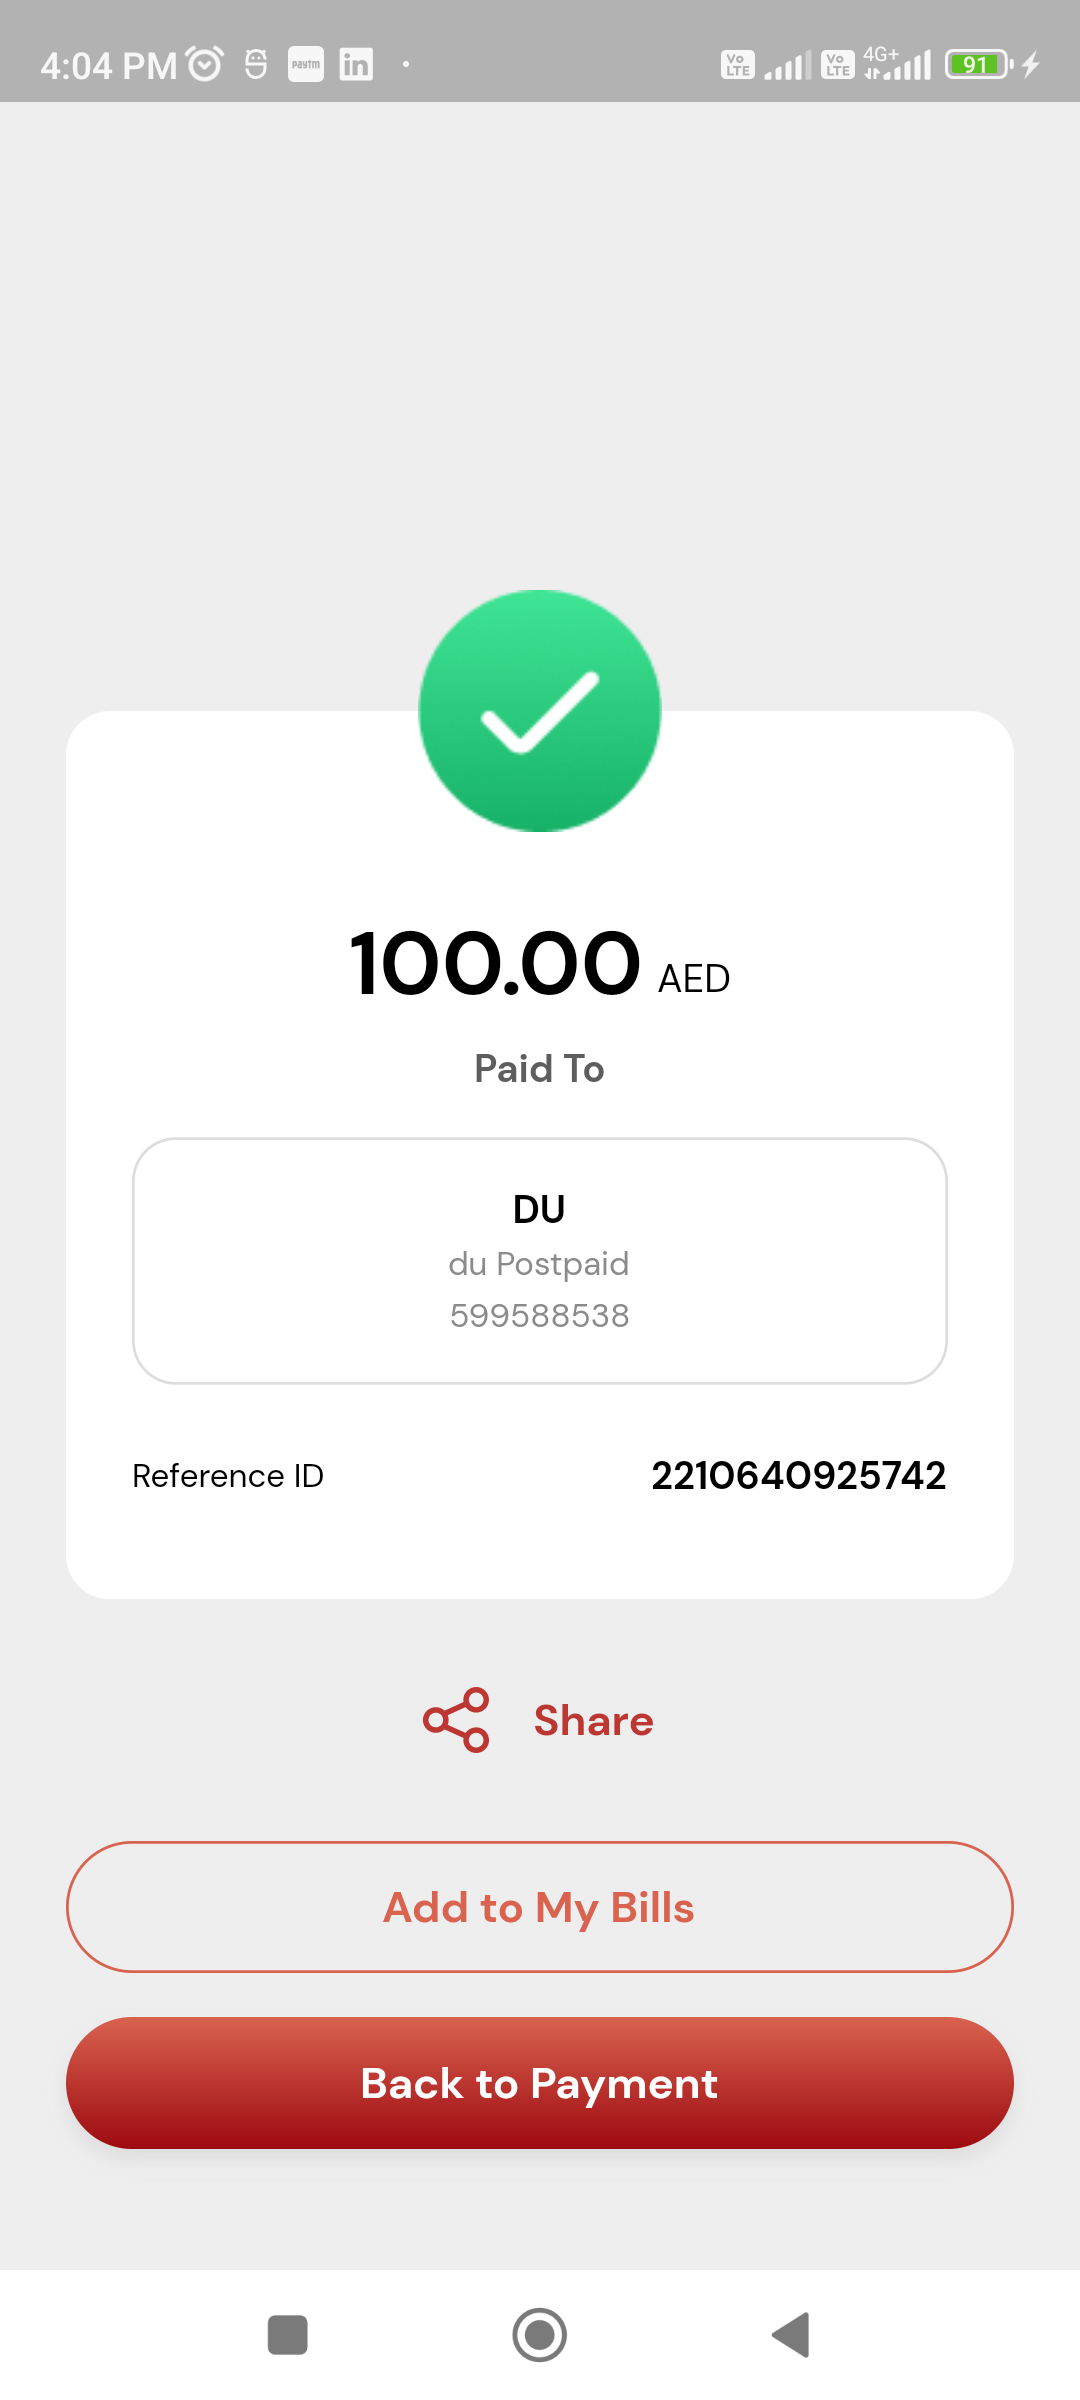 4:04 PM paytm in Vo LTE Vo LTE 4G+ 91
100.00 AED
Paid To
DU
du Postpaid
599588538
Reference ID 2210640925742
Share
Add to My Bills
Back to Payment